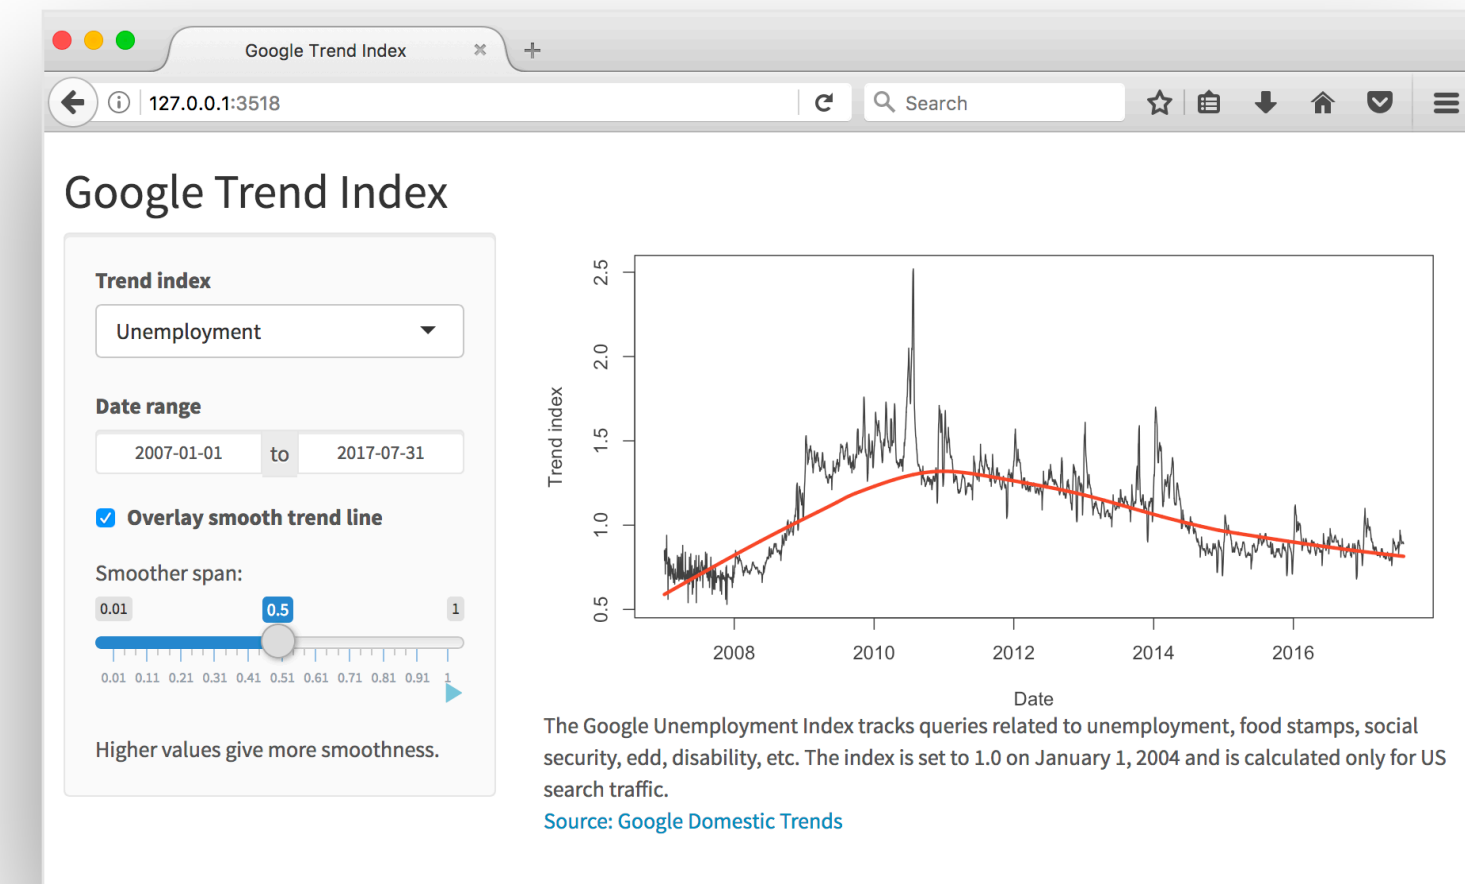 Google Trend Index
127.0.0.1:3518
Search
Google Trend Index
Trend index
Unemployment
Date range
2007-01-01 to 2017-07-31
Overlay smooth trend line
Smoother span:
0.01 0.5 1
0.01 0.11 0.21 0.31 0.41 0.51 0.61 0.71 0.81 0.91 1
Higher values give more smoothness.
Trend index
2.5
2.0
1.5
1.0
0.5
2008 2010 2012 2014 2016
Date
The Google Unemployment Index tracks queries related to unemployment, food stamps, social
security, edd, disability, etc. The index is set to 1.0 on January 1, 2004 and is calculated only for US
search traffic.
Source: Google Domestic Trends